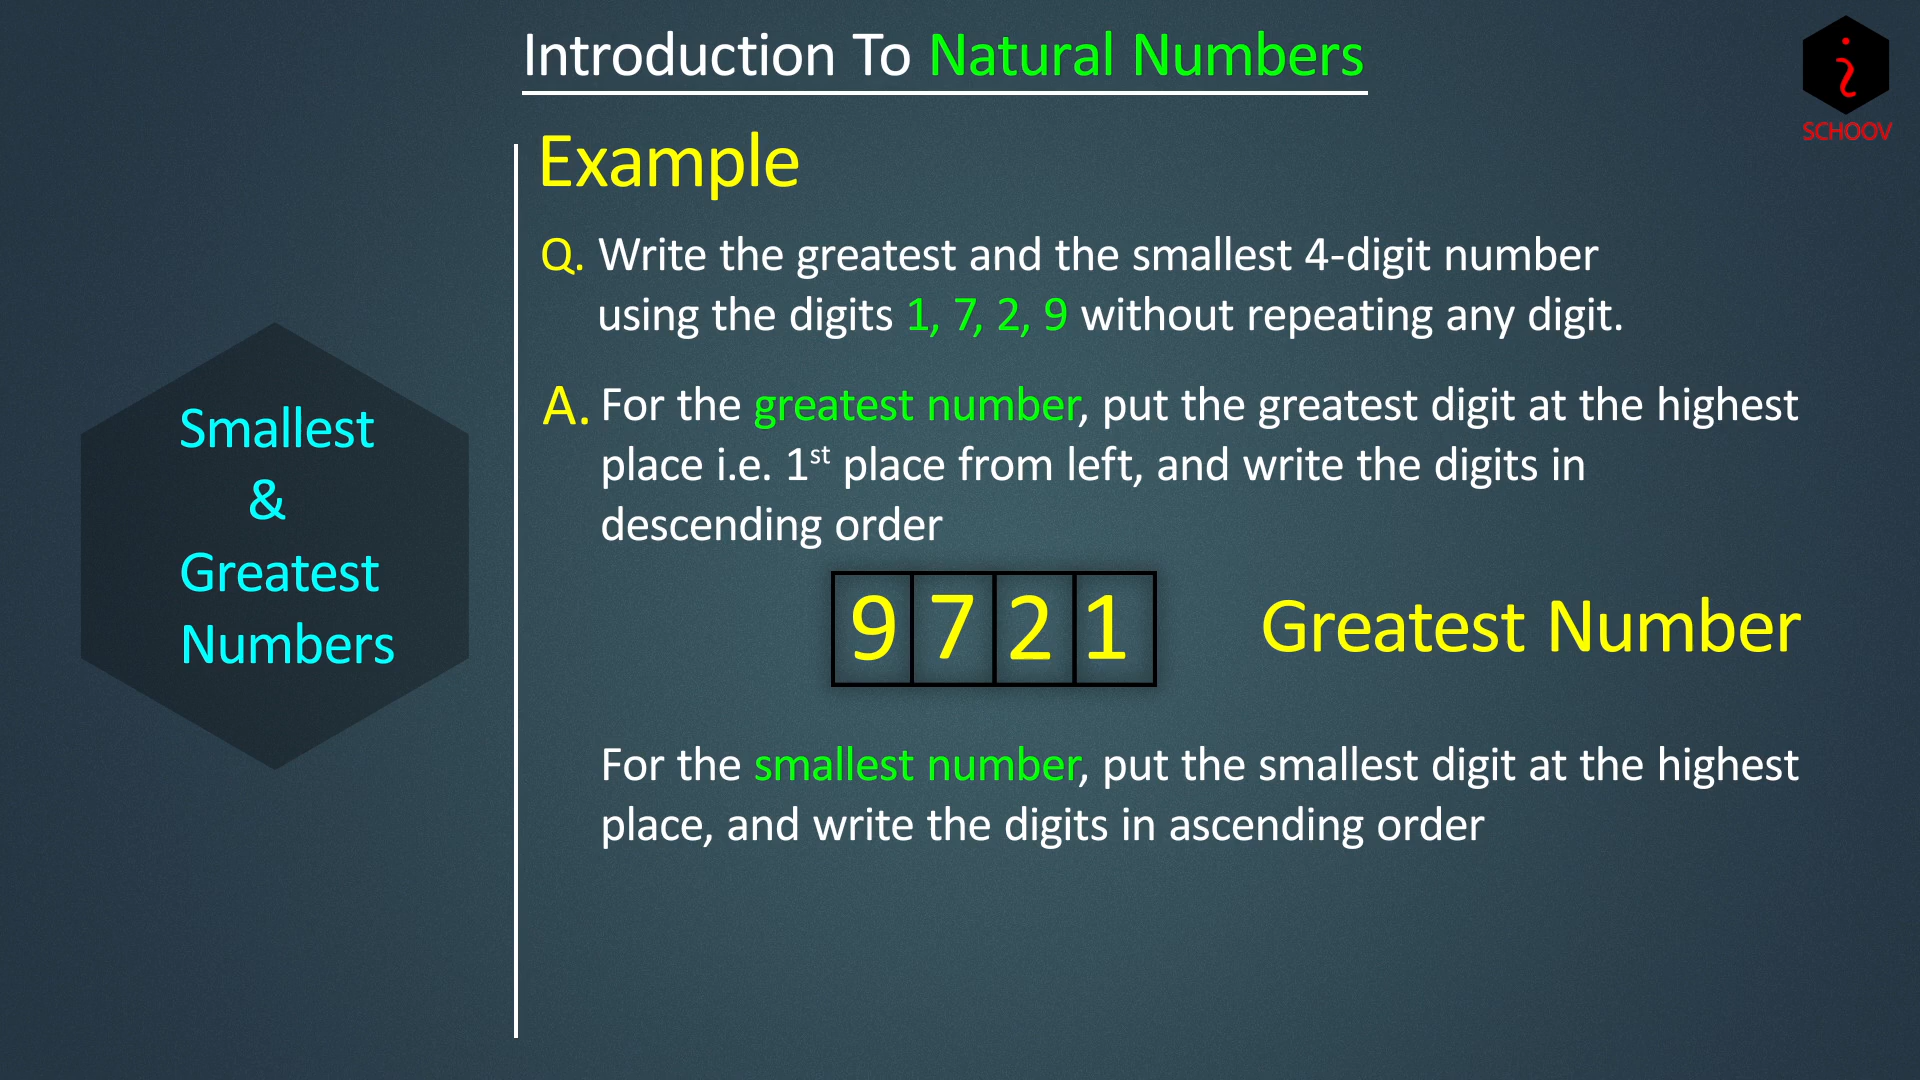 Introduction To Natural Numbers
SCHOOV
Smallest
&
Greatest
Numbers
Example
Q. Write the greatest and the smallest 4-digit number
using the digits 1, 7, 2, 9 without repeating any digit.
A. For the greatest number, put the greatest digit at the highest
place i.e. 1st place from left, and write the digits in
descending order
9 7 2 1 Greatest Number
For the smallest number, put the smallest digit at the highest
place, and write the digits in ascending order